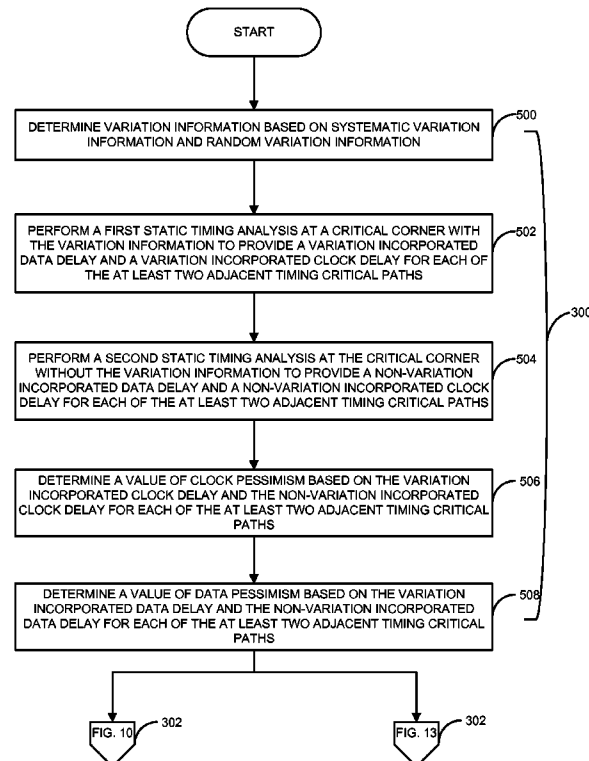 START
DETERMINE VARIATION INFORMATION BASED ON SYSTEMATIC VARIATION
INFORMATION AND RANDOM VARIATION INFORMATION
500
PERFORM A FIRST STATIC TIMING ANALYSIS AT A CRITICAL CORNER WITH
THE VARIATION INFORMATION TO PROVIDE A VARIATION INCORPORATED
DATA DELAY AND A VARIATION INCORPORATED CLOCK DELAY FOR EACH OF
THE AT LEAST TWO ADJACENT TIMING CRITICAL PATHS
502
300
PERFORM A SECOND STATIC TIMING ANALYSIS AT THE CRITICAL CORNER
WITHOUT THE VARIATION INFORMATION TO PROVIDE A NON-VARIATION
INCORPORATED DATA DELAY AND A NON-VARIATION INCORPORATED CLOCK
DELAY FOR EACH OF THE AT LEAST TWO ADJACENT TIMING CRITICAL PATHS
504
DETERMINE A VALUE OF CLOCK PESSIMISM BASED ON THE VARIATION
INCORPORATED CLOCK DELAY AND THE NON-VARIATION INCORPORATED
CLOCK DELAY FOR EACH OF THE AT LEAST TWO ADJACENT TIMING CRITICAL
PATHS
506
DETERMINE A VALUE OF DATA PESSIMISM BASED ON THE VARIATION
INCORPORATED DATA DELAY AND THE NON-VARIATION INCORPORATED
DATA DELAY FOR EACH OF THE AT LEAST TWO ADJACENT TIMING CRITICAL
PATHS
508
FIG. 10
302
FIG. 13
302